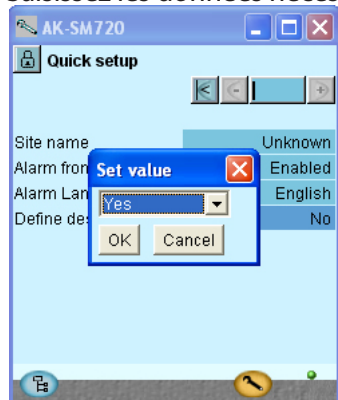 AK-SM720
Quick setup
Site name Unknown
Alarm fron Enabled
Alarm Lan English
Define de No
Set value
Yes
OK Cancel